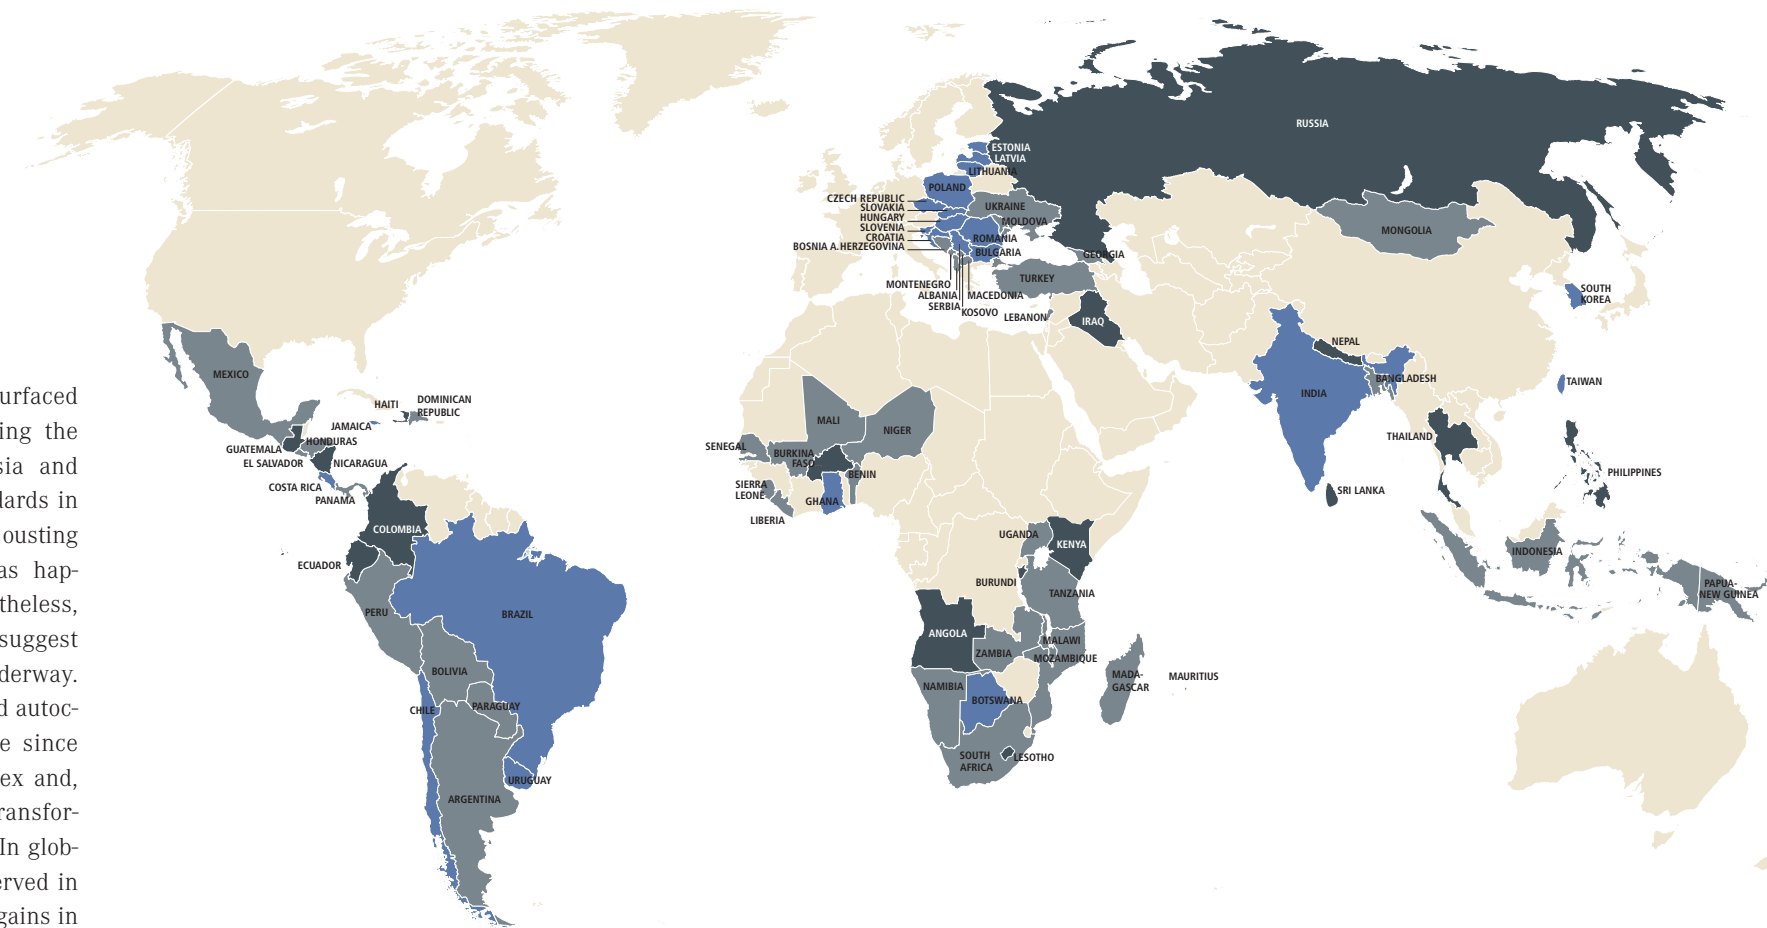 urfaced
ing the
sia and
lards in
ousting
as hap-
theless,
suggest
derway.
d autoc-
e since
ex and,
ransfor-
In glob-
erved in
gains in
RUSSIA
ESTONIA
LATVIA
LITHUANIA
POLAND
CZECH REPUBLIC
SLOVAKIA
HUNGARY
SLOVENIA
CROATIA
BOSNIA A.HERZEGOVINA
UKRAINE
MOLDOVA
ROMANIA
BULGARIA
GEORGIA
TURKEY
MONTENEGRO
ALBANIA
MACEDONIA
SERBIA
KOSOVO
LEBANON
IRAQ
MONGOLIA
SOUTH
KOREA
NEPAL
BANGLADESH
TAIWAN
INDIA
THAILAND
PHILIPPINES
SRI LANKA
INDONESIA
PAPUA-
NEW GUINEA
MEXICO
HAITI
DOMINICAN
REPUBLIC
JAMAICA
GUATEMALA
HONDURAS
EL SALVADOR
NICARAGUA
COSTA RICA
PANAMA
COLOMBIA
ECUADOR
PERU
BRAZIL
BOLIVIA
CHILE
PARAGUAY
URUGUAY
ARGENTINA
SENEGAL
MALI
NIGER
BURKINA
FASO
BENIN
SIERRA
LEONE
GHANA
LIBERIA
UGANDA
KENYA
BURUNDI
TANZANIA
ANGOLA
MALAWI
ZAMBIA
MOZAMBIQUE
NAMIBIA
MADA-
GASCAR
MAURITIUS
BOTSWANA
SOUTH
AFRICA
LESOTHO